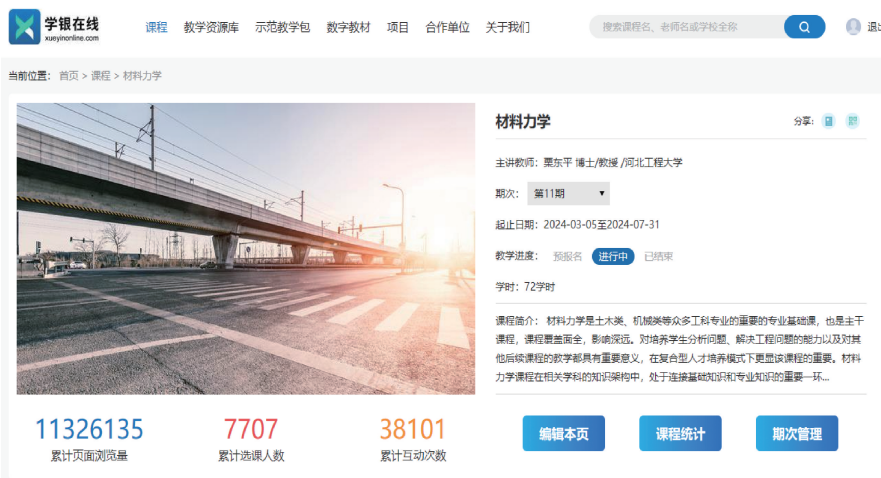 学银在线
xueyinonline.com
课程 教学资源库 示范教学包 数字教材 项目 合作单位 关于我们
搜索课程名、老师名或学校全称
当前位置： 首页 > 课程 > 材料力学
材料力学
分享：
主讲教师：栗东平 博士/教授 /河北工程大学
期次： 第11期
起止日期：2024-03-05至2024-07-31
教学进度： 预报名 进行中 已结束
学时：72学时
课程简介： 材料力学是土木类、机械类等众多工科专业的重要的专业基础课，也是主干
课程，课程覆盖面全，影响深远。对培养学生分析问题、解决工程问题的能力以及对其
他后续课程的教学都具有重要意义，在复合型人才培养模式下更显该课程的重要。材料
力学课程在相关学科的知识架构中，处于连接基础知识和专业知识的重要一环...
11326135
累计页面浏览量
7707
累计选课人数
38101
累计互动次数
编辑本页 课程统计 期次管理